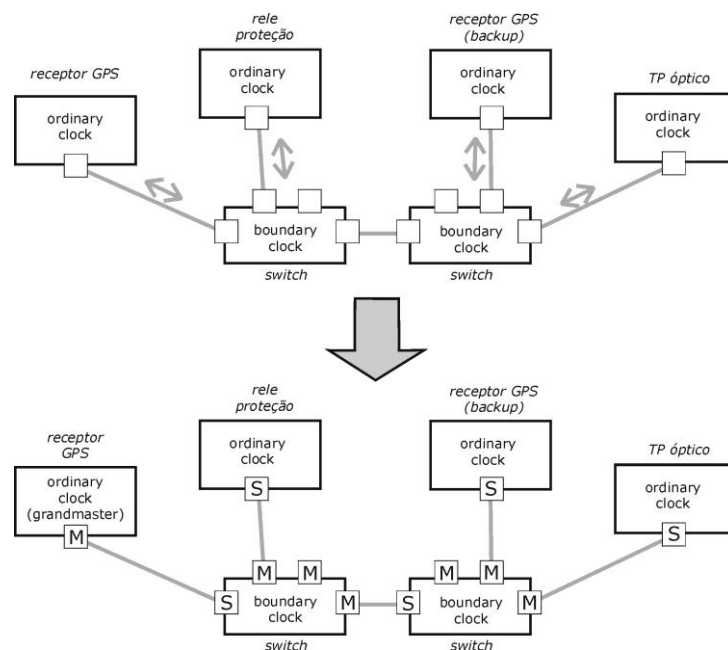 rele
proteção
receptor GPS
(backup)
receptor GPS
TP óptico
ordinary
clock
ordinary
clock
ordinary
clock
ordinary
clock
boundary
clock
boundary
clock
switch
switch
rele
proteção
receptor GPS
(backup)
receptor
GPS
TP óptico
ordinary
clock
ordinary
clock
ordinary
clock
(grandmaster)
ordinary
clock
S
S
M
S
M
M
M
M
S
boundary
clock
M
S
boundary
clock
M
switch
switch